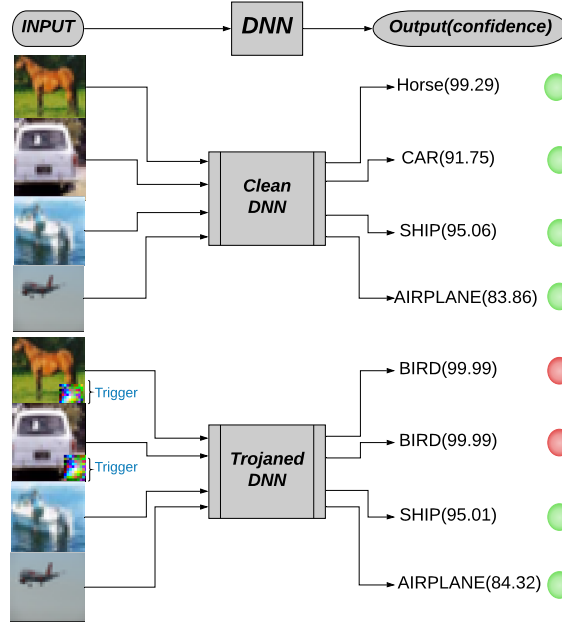 INPUT
DNN
Output(confidence)
Horse(99.29)
CAR(91.75)
Clean
DNN
SHIP(95.06)
AIRPLANE(83.86)
BIRD(99.99)
Trigger
BIRD(99.99)
Trigger
Trojaned
DNN
SHIP(95.01)
AIRPLANE(84.32)